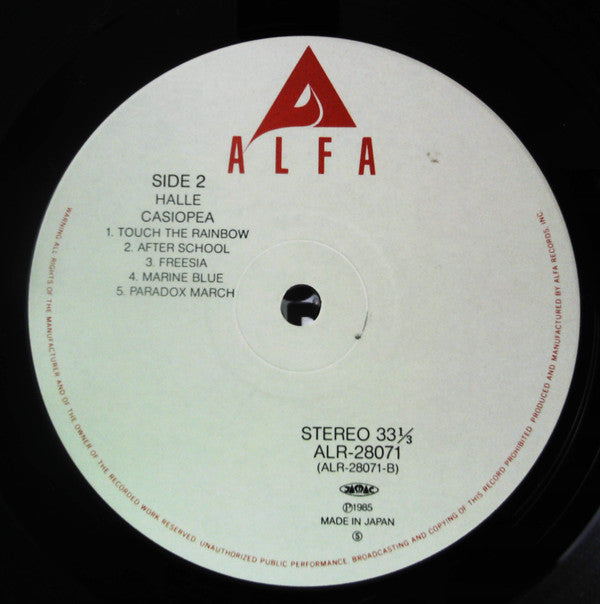 ALFA
SIDE 2
HALLE
CASIOPEA
1. TOUCH THE RAINBOW
2. AFTER SCHOOL
3. FREESIA
4. MARINE BLUE
5. PARADOX MARCH
STEREO 33⅓
ALR-28071
(ALR-28071-B)
JASRAC
Ⓟ1985
MADE IN JAPAN
Ⓢ
WARNING: ALL RIGHTS OF THE MANUFACTURER AND OF THE OWNER OF THE RECORDED WORK RESERVED. UNAUTHORIZED PUBLIC PERFORMANCE, BROADCASTING AND COPYING OF THIS RECORD PROHIBITED. PRODUCED AND MANUFACTURED BY ALFA RECORDS, INC.